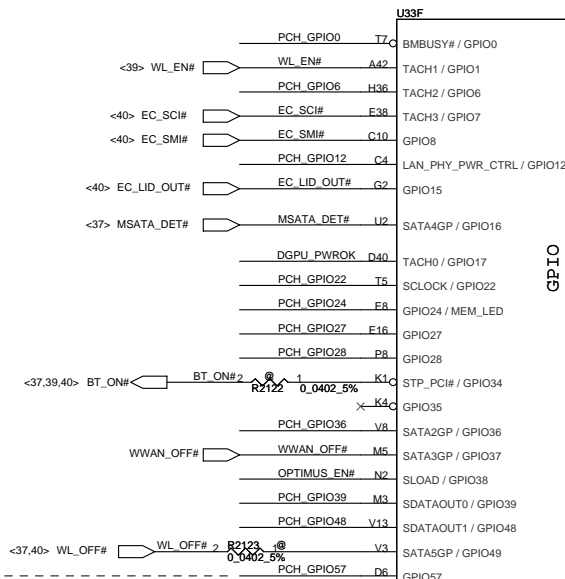 U33F
PCH_GPIO0 T7 BMBUSY# / GPIO0
<39> WL_EN# WL_EN# A42 TACH1 / GPIO1
PCH_GPIO6 H36 TACH2 / GPIO6
<40> EC_SCI# EC_SCI# E38 TACH3 / GPIO7
<40> EC_SMI# EC_SMI# C10 GPIO8
PCH_GPIO12 C4 LAN_PHY_PWR_CTRL / GPIO12
<40> EC_LID_OUT# EC_LID_OUT# G2 GPIO15
<37> MSATA_DET# MSATA_DET# U2 SATA4GP / GPIO16
DGPU_PWROK D40 TACH0 / GPIO17
GPIO
PCH_GPIO22 T5 SCLOCK / GPIO22
PCH_GPIO24 E8 GPIO24 / MEM_LED
PCH_GPIO27 E16 GPIO27
PCH_GPIO28 P8 GPIO28
<37,39,40> BT_ON# BT_ON# 2 @ 1 K1 STP_PCI# / GPIO34
R2122 0_0402_5%
K4 GPIO35
PCH_GPIO36 V8 SATA2GP / GPIO36
WWAN_OFF# WWAN_OFF# M5 SATA3GP / GPIO37
OPTIMUS_EN# N2 SLOAD / GPIO38
PCH_GPIO39 M3 SDATAOUT0 / GPIO39
PCH_GPIO48 V13 SDATAOUT1 / GPIO48
<37,40> WL_OFF# WL_OFF# 2 R2123 1 @ V3 SATA5GP / GPIO49
0_0402_5%
PCH_GPIO57 D6 GPIO57